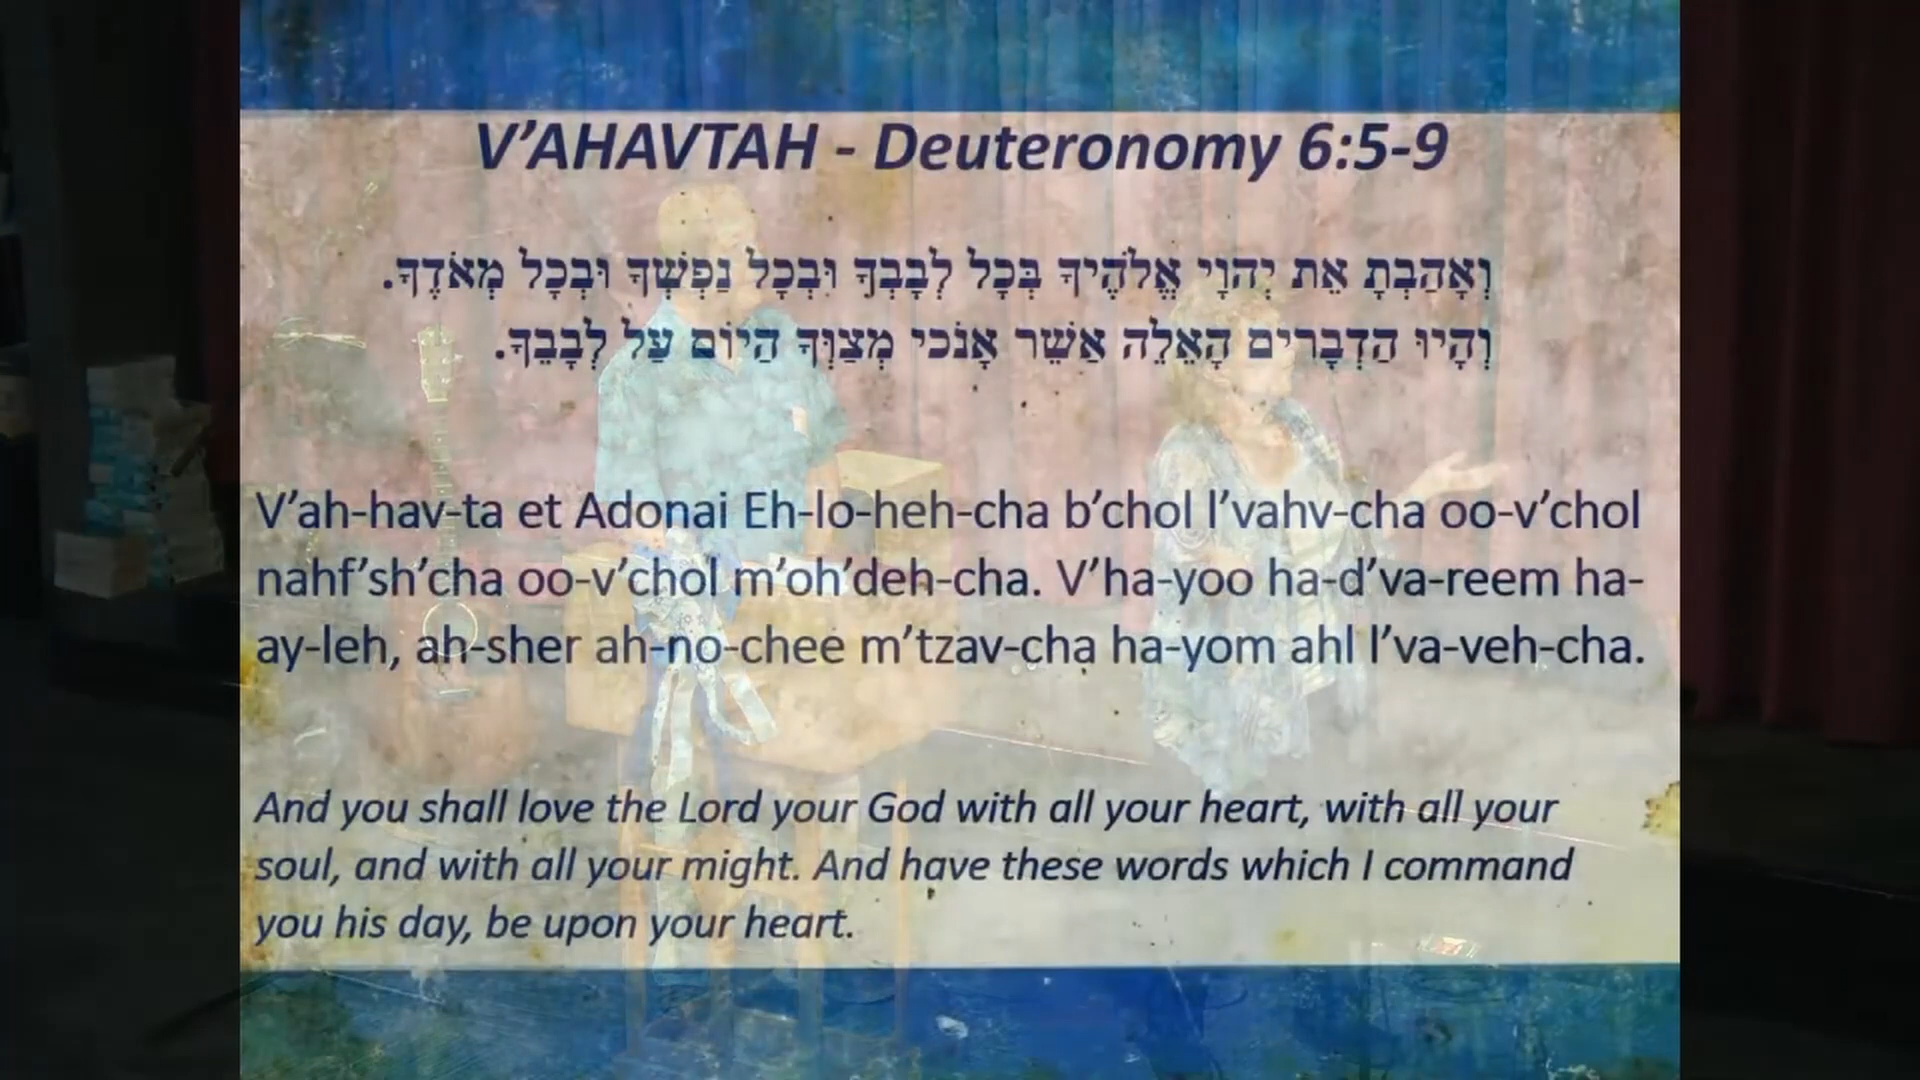 V’AHAVTAH - Deuteronomy 6:5-9
וְאָהַבְתָּ אֵת יְהוָי אֱלֹהֶיךָ בְּכָל לְבָבְךָ וּבְכָל נַפְשְׁךָ וּבְכָל מְאֹדֶךָ.
וְהָיוּ הַדְּבָרִים הָאֵלֶה אֲשֵׁר אָנֹכִי מְצַוְּךָ הַיוֹם עַל לְבָבֵךָ.
V’ah-hav-ta et Adonai Eh-lo-heh-cha b’chol l’vahv-cha oo-v’chol
nahf’sh’cha oo-v’chol m’oh’deh-cha. V’ha-yoo ha-d’va-reem ha-
ay-leh, ah-sher ah-no-chee m’tzav-cha ha-yom ahl l’va-veh-cha.
And you shall love the Lord your God with all your heart, with all your
soul, and with all your might. And have these words which I command
you his day, be upon your heart.